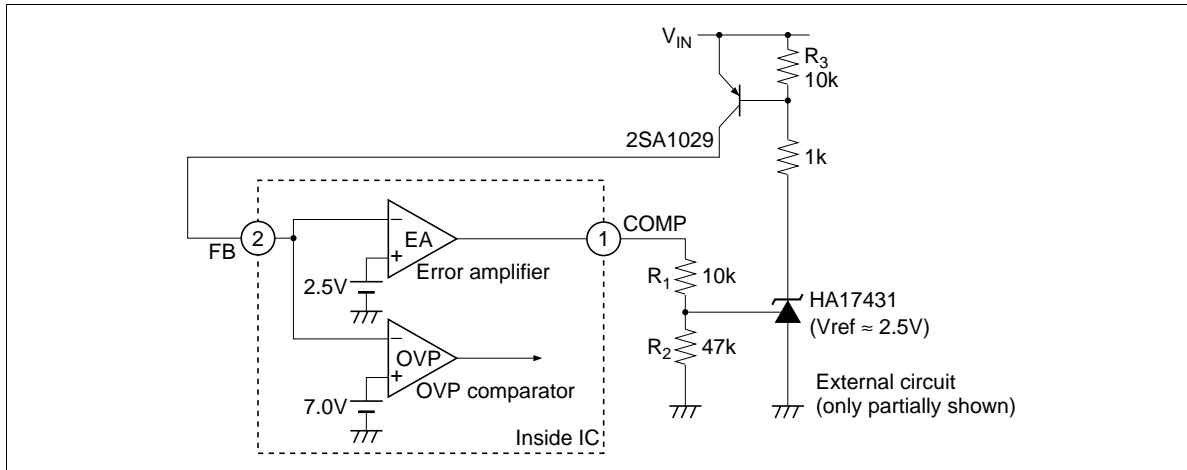 V_IN
R_3
10k
2SA1029
1k
FB
2
−
EA
+
Error amplifier
2.5V
1
COMP
R_1 10k
HA17431
(Vref ≈ 2.5V)
−
OVP
+
OVP comparator
7.0V
R_2 47k
External circuit
(only partially shown)
Inside IC